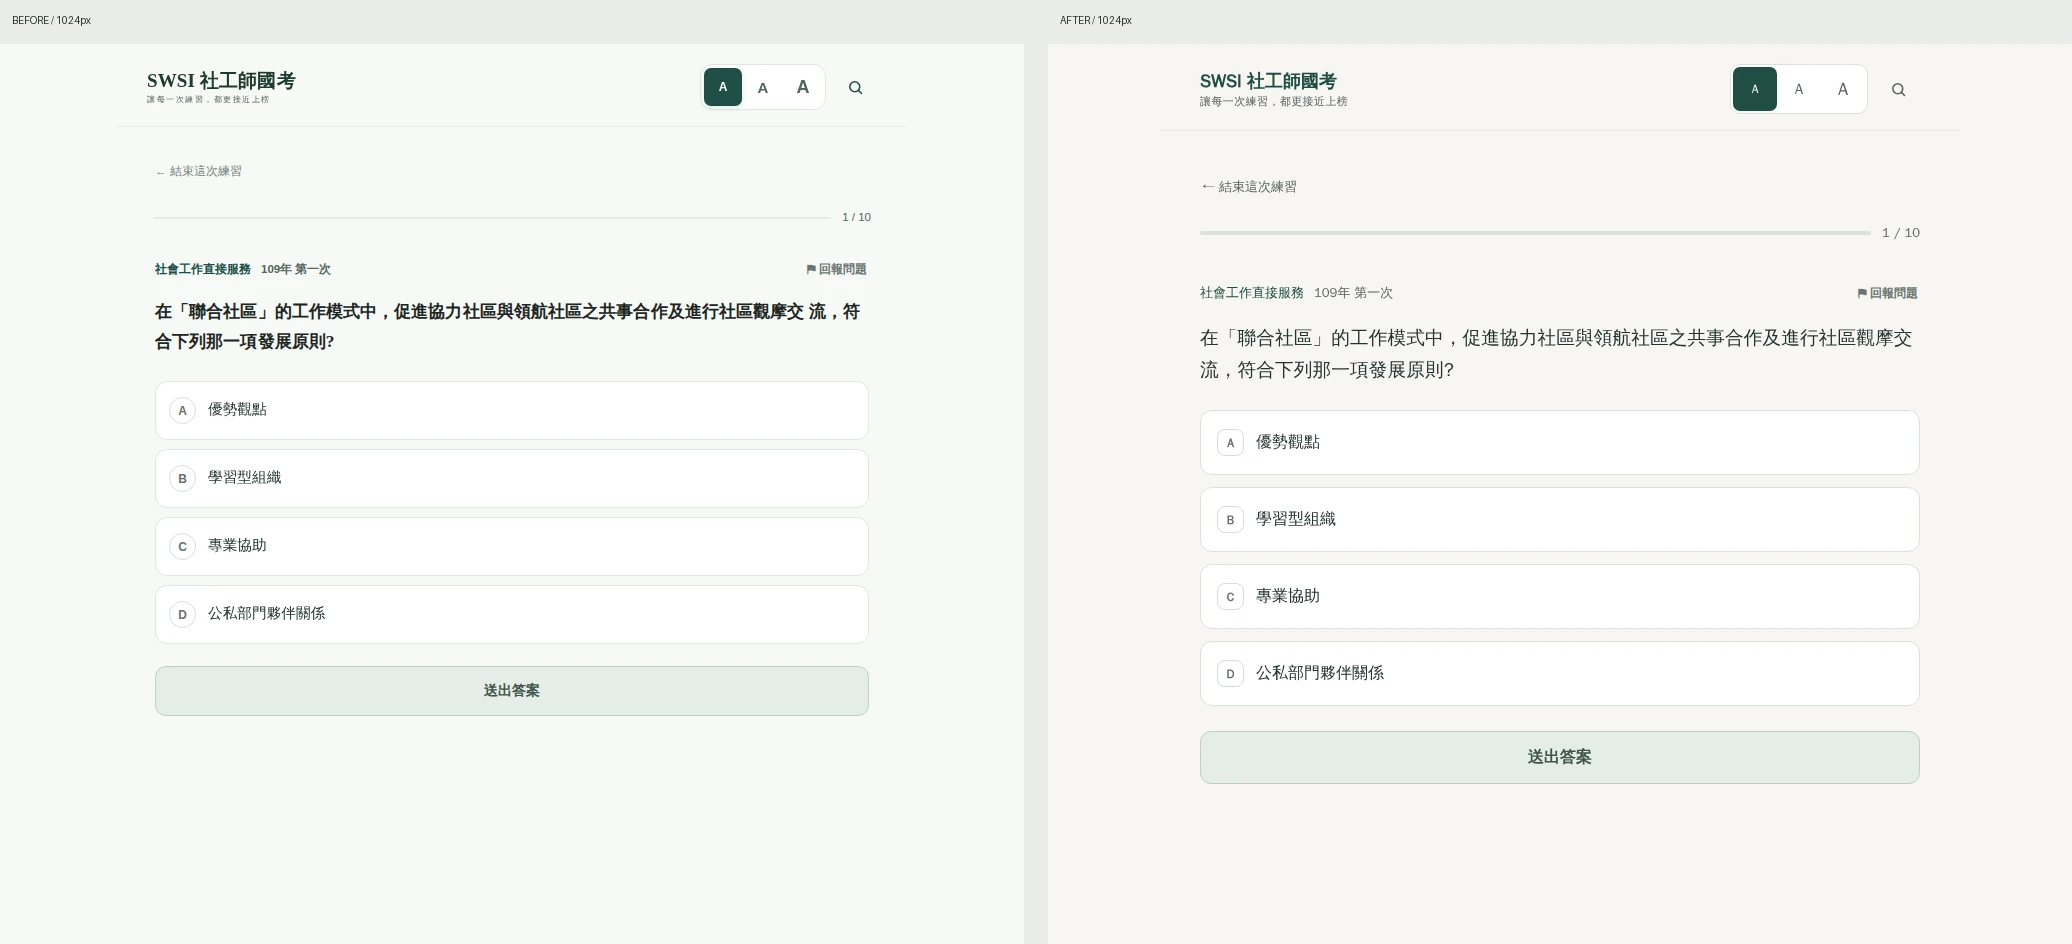 BEFORE / 1024px
SWSI 社工師國考
讓每一次練習，都更接近上榜
A A A
← 結束這次練習
1 / 10
社會工作直接服務 109年 第一次
回報問題
在「聯合社區」的工作模式中，促進協力社區與領航社區之共事合作及進行社區觀摩交 流，符
合下列那一項發展原則?
A 優勢觀點
B 學習型組織
C 專業協助
D 公私部門夥伴關係
送出答案
AFTER / 1024px
SWSI 社工師國考
讓每一次練習，都更接近上榜
A A A
← 結束這次練習
1 / 10
社會工作直接服務 109年 第一次
回報問題
在「聯合社區」的工作模式中，促進協力社區與領航社區之共事合作及進行社區觀摩交
流，符合下列那一項發展原則?
A 優勢觀點
B 學習型組織
C 專業協助
D 公私部門夥伴關係
送出答案